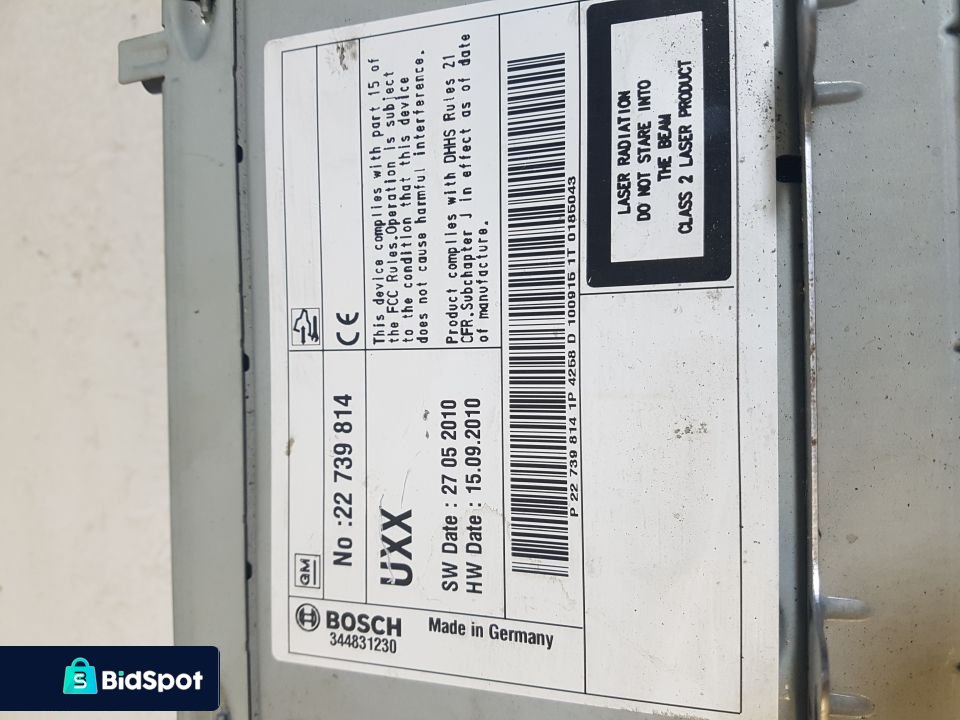 GM
No :22 739 814
CE
UXX
This device complies with part 15 of
the FCC Rules.Operation is subject
to the condition that this device
does not cause harmful interference.
SW Date : 27 05 2010
HW Date : 15.09.2010
Product complies with DHHS Rules 21
CFR.Subchapter J in effect as of date
of manufacture.
P 22 739 814 1P 4258 D 100915 1T 0185043
BOSCH
344831230
Made in Germany
LASER RADIATION
DO NOT STARE INTO
THE BEAM
CLASS 2 LASER PRODUCT
BidSpot